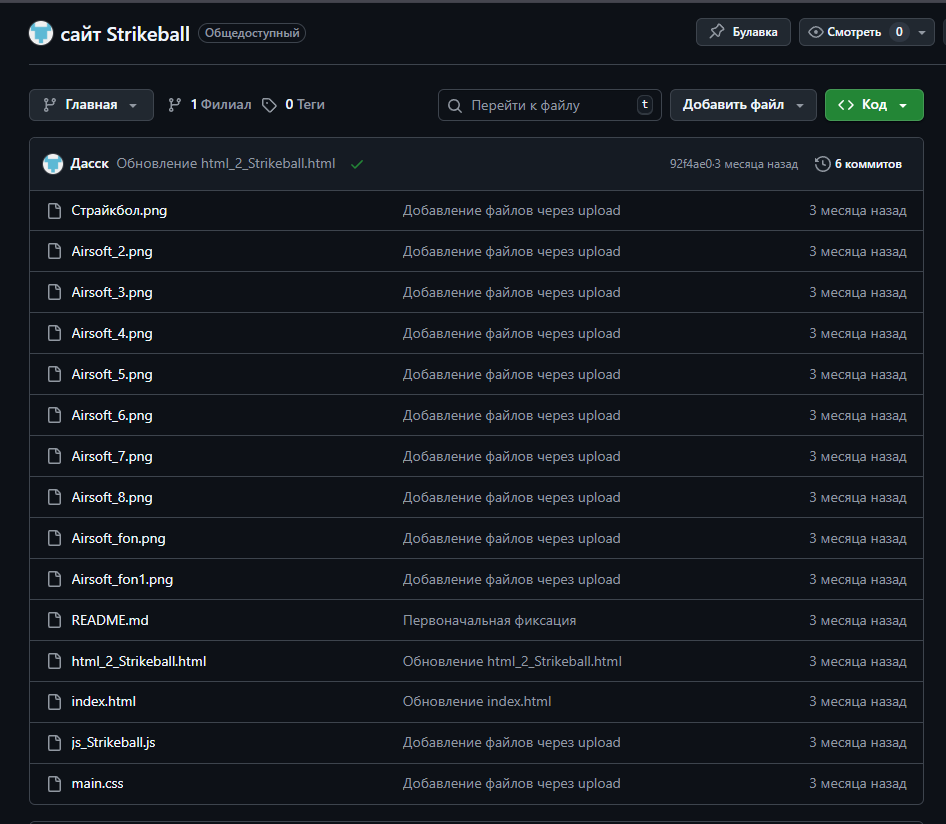 сайт Strikeball Общедоступный Булавка Смотреть 0
Главная 1 Филиал 0 Теги Перейти к файлу t Добавить файл Код
Дасск Обновление html_2_Strikeball.html 92f4ae0·3 месяца назад 6 коммитов
Страйкбол.png Добавление файлов через upload 3 месяца назад
Airsoft_2.png Добавление файлов через upload 3 месяца назад
Airsoft_3.png Добавление файлов через upload 3 месяца назад
Airsoft_4.png Добавление файлов через upload 3 месяца назад
Airsoft_5.png Добавление файлов через upload 3 месяца назад
Airsoft_6.png Добавление файлов через upload 3 месяца назад
Airsoft_7.png Добавление файлов через upload 3 месяца назад
Airsoft_8.png Добавление файлов через upload 3 месяца назад
Airsoft_fon.png Добавление файлов через upload 3 месяца назад
Airsoft_fon1.png Добавление файлов через upload 3 месяца назад
README.md Первоначальная фиксация 3 месяца назад
html_2_Strikeball.html Обновление html_2_Strikeball.html 3 месяца назад
index.html Обновление index.html 3 месяца назад
js_Strikeball.js Добавление файлов через upload 3 месяца назад
main.css Добавление файлов через upload 3 месяца назад